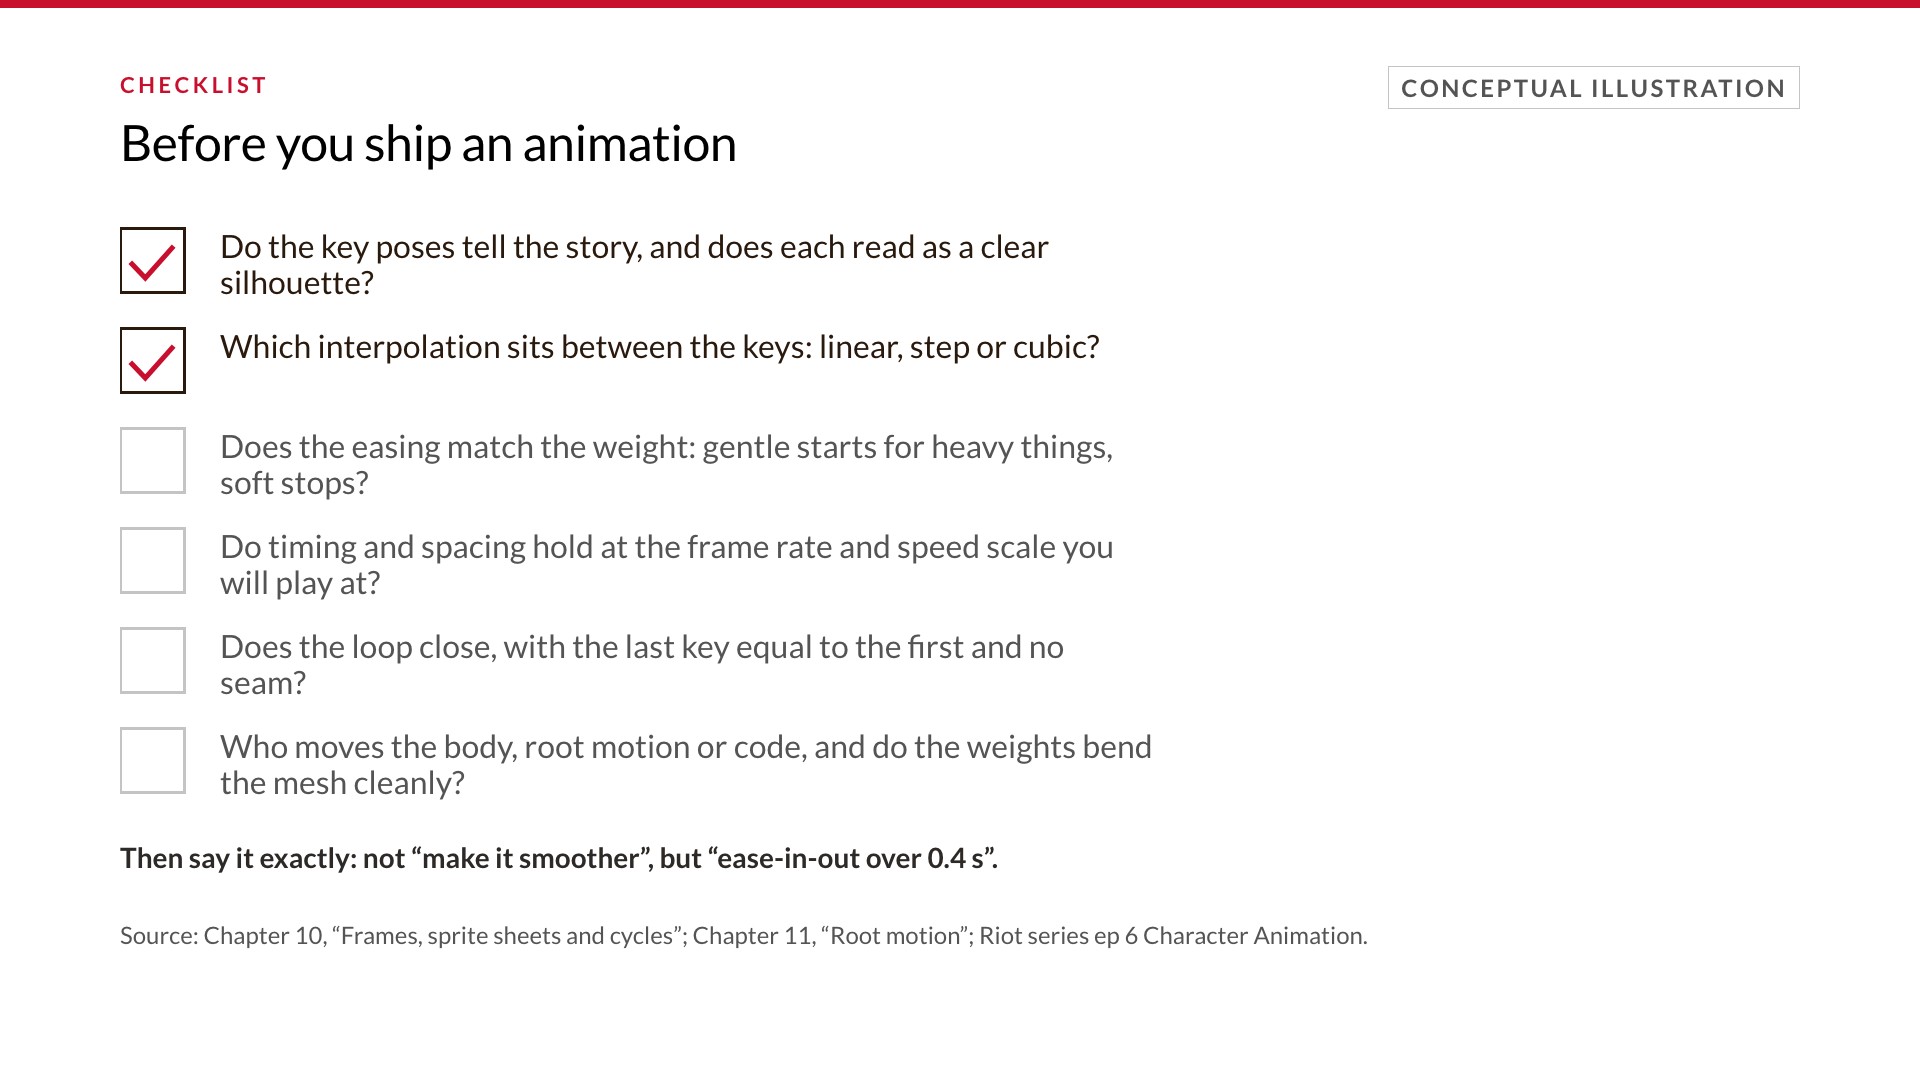 CHECKLIST
CONCEPTUAL ILLUSTRATION
Before you ship an animation
Do the key poses tell the story, and does each read as a clear
silhouette?
Which interpolation sits between the keys: linear, step or cubic?
Does the easing match the weight: gentle starts for heavy things,
soft stops?
Do timing and spacing hold at the frame rate and speed scale you
will play at?
Does the loop close, with the last key equal to the first and no
seam?
Who moves the body, root motion or code, and do the weights bend
the mesh cleanly?
Then say it exactly: not “make it smoother”, but “ease-in-out over 0.4 s”.
Source: Chapter 10, “Frames, sprite sheets and cycles”; Chapter 11, “Root motion”; Riot series ep 6 Character Animation.